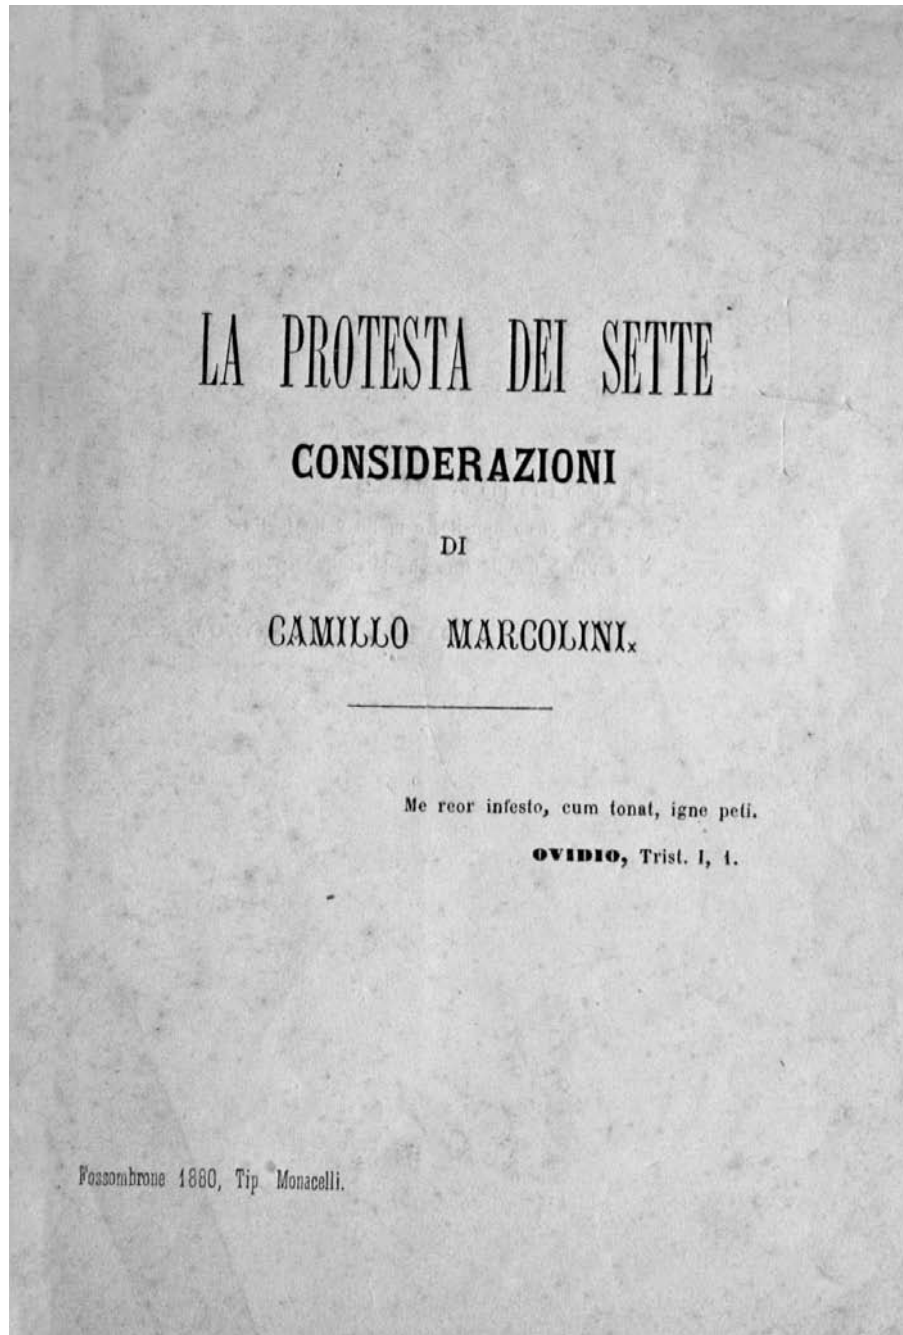 LA PROTESTA DEI SETTE
CONSIDERAZIONI
DI
CAMILLO MARCOLINI.
Me reor infesto, cum tonat, igne peti.
OVIDIO, Trist. I, 1.
Fossombrone 1880, Tip. Monacelli.